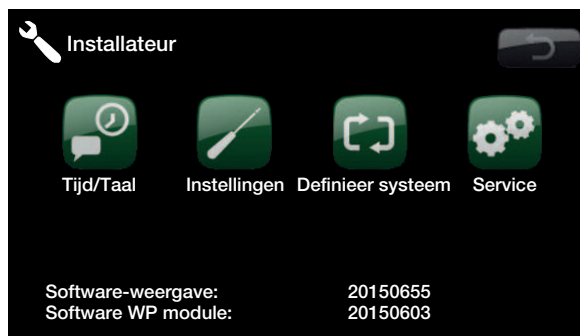 Installateur
Tijd/Taal Instellingen Definieer systeem Service
Software-weergave: 20150655
Software WP module: 20150603